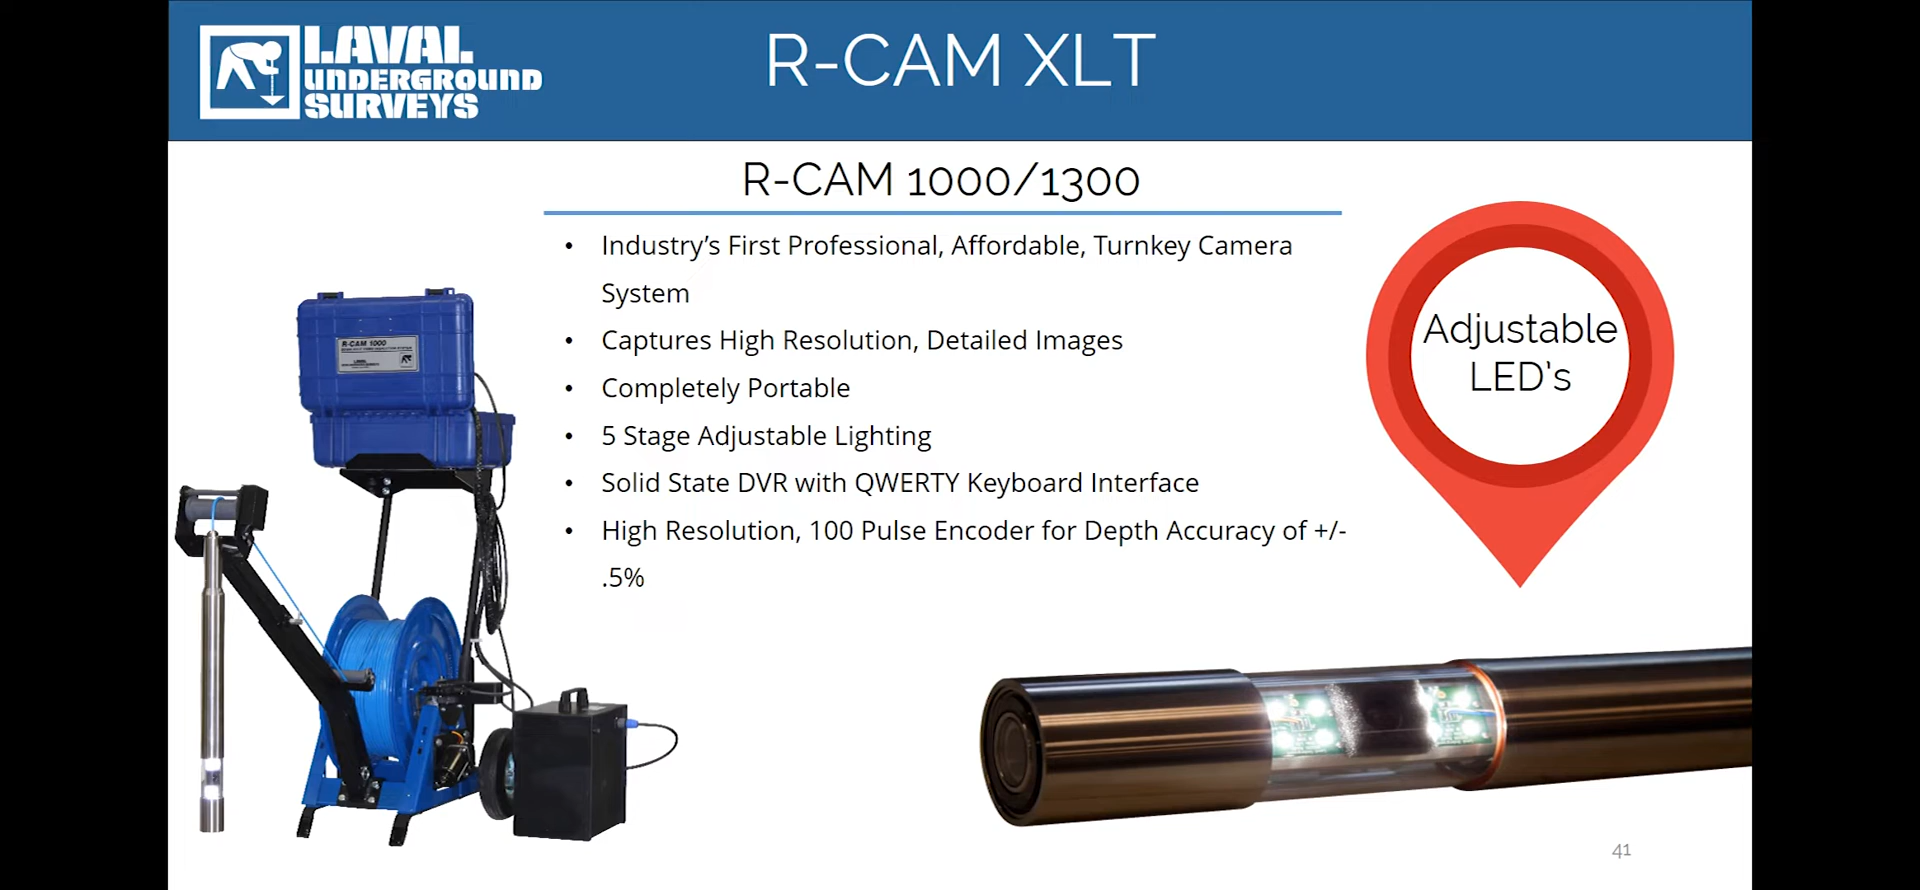 LAVAL
UNDERGROUND
SURVEYS
R-CAM XLT
R-CAM 1000/1300
• Industry’s First Professional, Affordable, Turnkey Camera
System
• Captures High Resolution, Detailed Images
• Completely Portable
• 5 Stage Adjustable Lighting
• Solid State DVR with QWERTY Keyboard Interface
• High Resolution, 100 Pulse Encoder for Depth Accuracy of +/-
.5%
Adjustable
LED's
R-CAM 1000
41